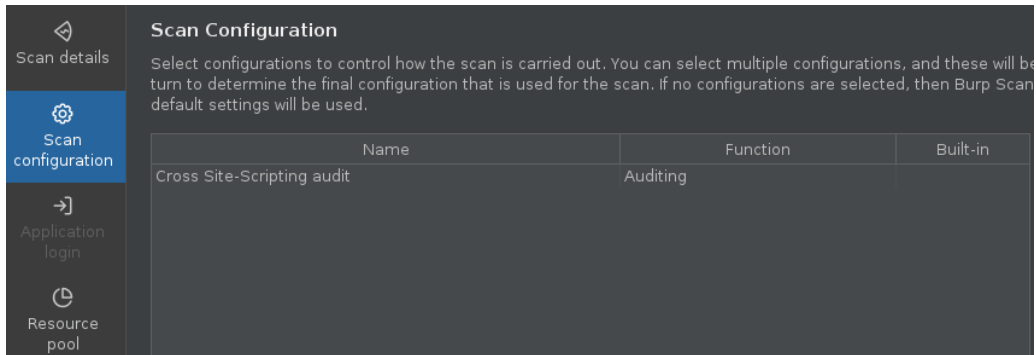 Scan details
Scan
configuration
Application
login
Resource
pool
Scan Configuration
Select configurations to control how the scan is carried out. You can select multiple configurations, and these will be
turn to determine the final configuration that is used for the scan. If no configurations are selected, then Burp Scan
default settings will be used.
Name Function Built-in
Cross Site-Scripting audit Auditing